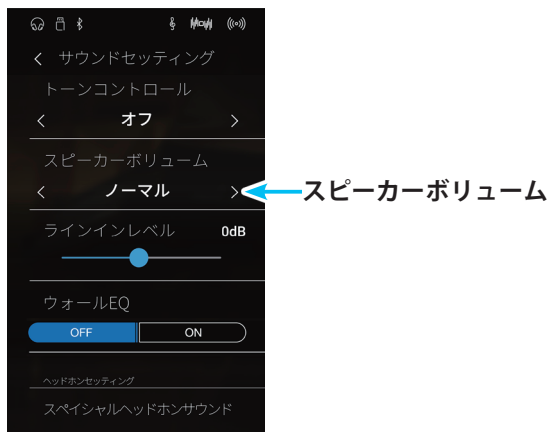 サウンドセッティング
トーンコントロール
オフ
スピーカーボリューム
ノーマル
スピーカーボリューム
ラインインレベル 0dB
ウォールEQ
OFF ON
ヘッドホンセッティング
スペイシャルヘッドホンサウンド